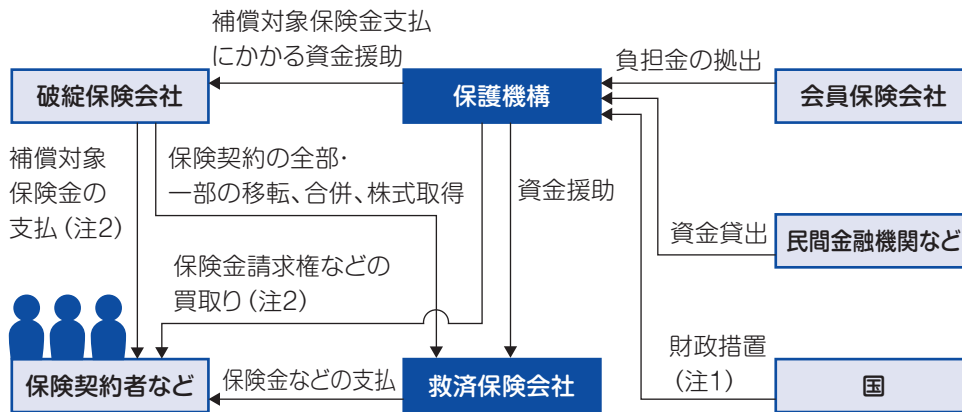 補償対象保険金支払
にかかる資金援助
負担金の拠出
破綻保険会社
保護機構
会員保険会社
補償対象
保険金の
支払(注2)
保険契約の全部・
一部の移転、合併、株式取得
資金援助
資金貸出
民間金融機関など
保険金請求権などの
買取り(注2)
財政措置
(注1)
保険契約者など
保険金などの支払
救済保険会社
国